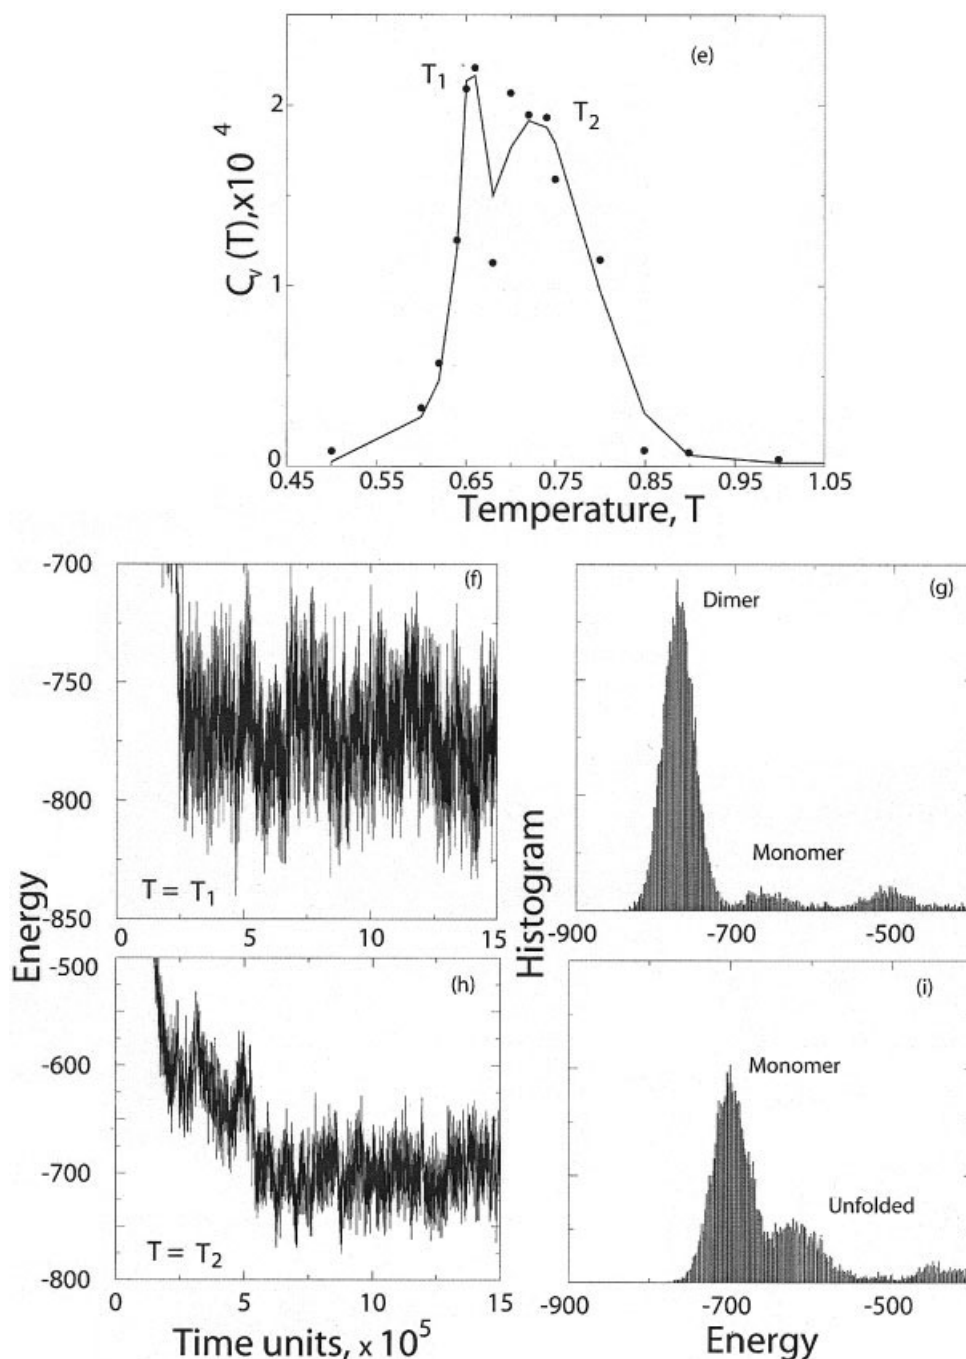 (e)
T1
T2
2
1
0
Cv (T), x10 4
0.45 0.55 0.65 0.75 0.85 0.95 1.05
Temperature, T
(f)
-700
-750
-800
-850
T = T1
0 5 10 15
(g)
Dimer
Monomer
-900 -700 -500
(h)
-500
-600
-700
-800
T = T2
0 5 10 15
Energy
Time units, x 10 5
(i)
Monomer
Unfolded
-900 -700 -500
Histogram
Energy